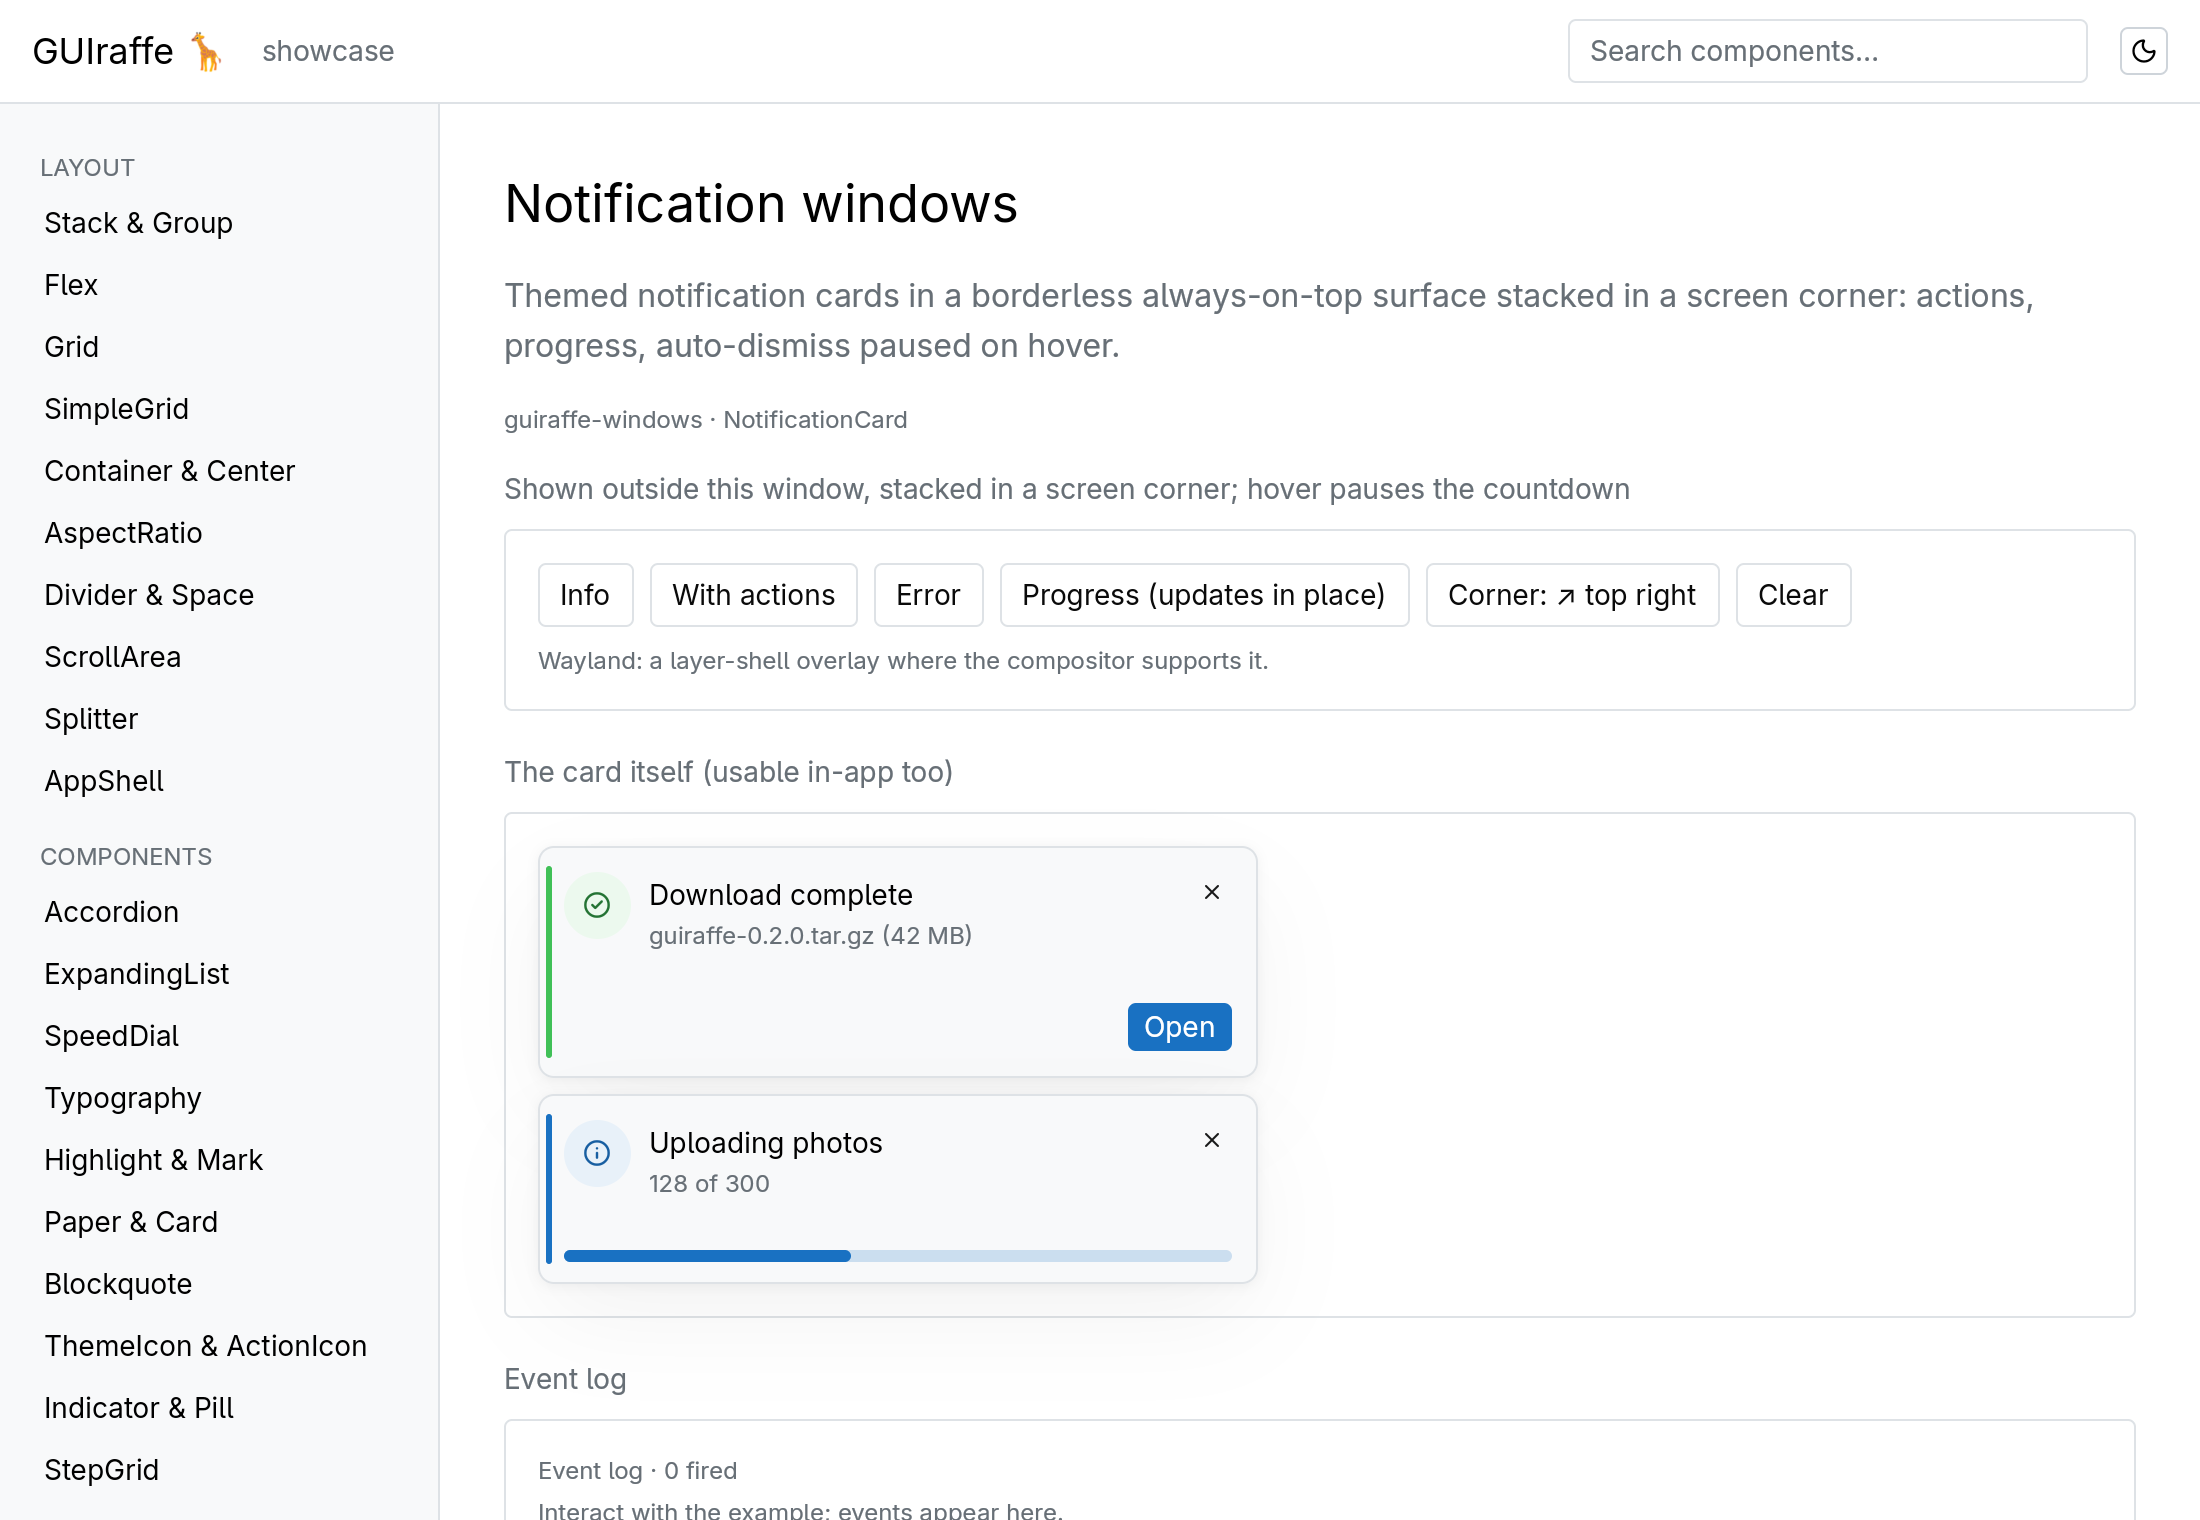 GUIraffe 🦒 showcase
Search components...
LAYOUT
Stack & Group
Flex
Grid
SimpleGrid
Container & Center
AspectRatio
Divider & Space
ScrollArea
Splitter
AppShell
COMPONENTS
Accordion
ExpandingList
SpeedDial
Typography
Highlight & Mark
Paper & Card
Blockquote
ThemeIcon & ActionIcon
Indicator & Pill
StepGrid
Notification windows
Themed notification cards in a borderless always-on-top surface stacked in a screen corner: actions,
progress, auto-dismiss paused on hover.
guiraffe-windows · NotificationCard
Shown outside this window, stacked in a screen corner; hover pauses the countdown
Info With actions Error Progress (updates in place) Corner: ↗ top right Clear
Wayland: a layer-shell overlay where the compositor supports it.
The card itself (usable in-app too)
Download complete
guiraffe-0.2.0.tar.gz (42 MB)
Open
Uploading photos
128 of 300
Event log
Event log · 0 fired
Interact with the example: events appear here.